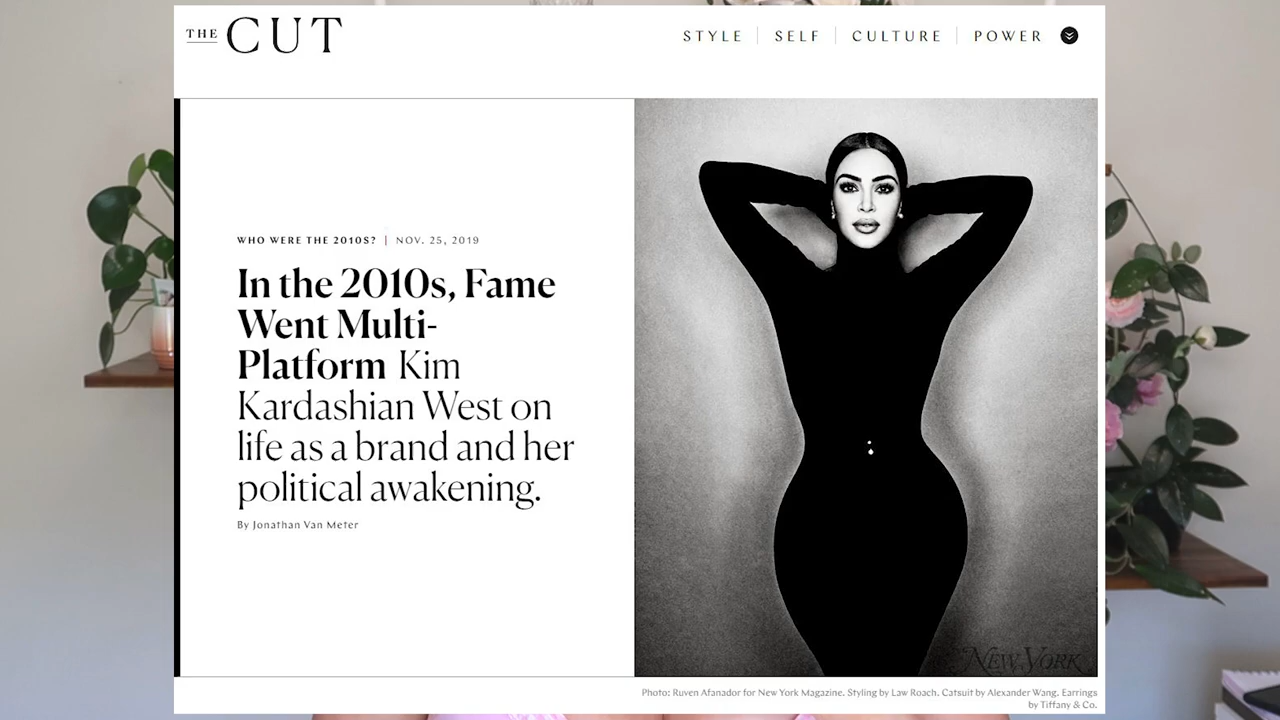 THE CUT
STYLE SELF CULTURE POWER
WHO WERE THE 2010S? | NOV. 25, 2019
In the 2010s, Fame
Went Multi-
Platform Kim
Kardashian West on
life as a brand and her
political awakening.
By Jonathan Van Meter
NEW YORK
Photo: Ruven Afanador for New York Magazine. Styling by Law Roach. Catsuit by Alexander Wang. Earrings
by Tiffany & Co.